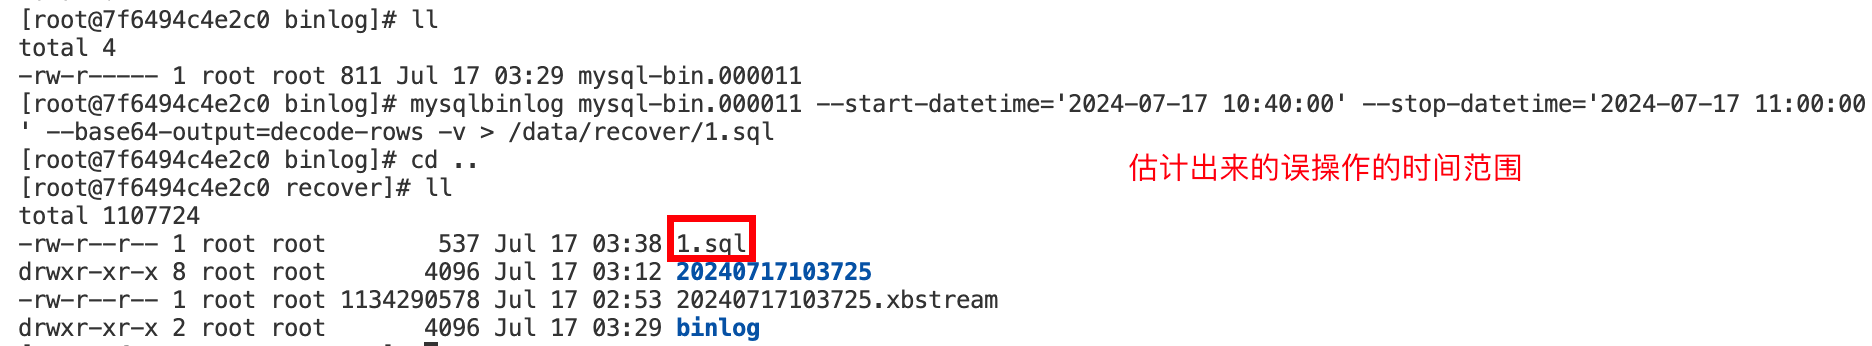 [root@7f6494c4e2c0 binlog]# ll
total 4
-rw-r----- 1 root root 811 Jul 17 03:29 mysql-bin.000011
[root@7f6494c4e2c0 binlog]# mysqlbinlog mysql-bin.000011 --start-datetime='2024-07-17 10:40:00' --stop-datetime='2024-07-17 11:00:00
' --base64-output=decode-rows -v > /data/recover/1.sql
[root@7f6494c4e2c0 binlog]# cd ..
估计出来的误操作的时间范围
[root@7f6494c4e2c0 recover]# ll
total 1107724
-rw-r--r-- 1 root root        537 Jul 17 03:38 1.sql
drwxr-xr-x 8 root root       4096 Jul 17 03:12 20240717103725
-rw-r--r-- 1 root root 1134290578 Jul 17 02:53 20240717103725.xbstream
drwxr-xr-x 2 root root       4096 Jul 17 03:29 binlog